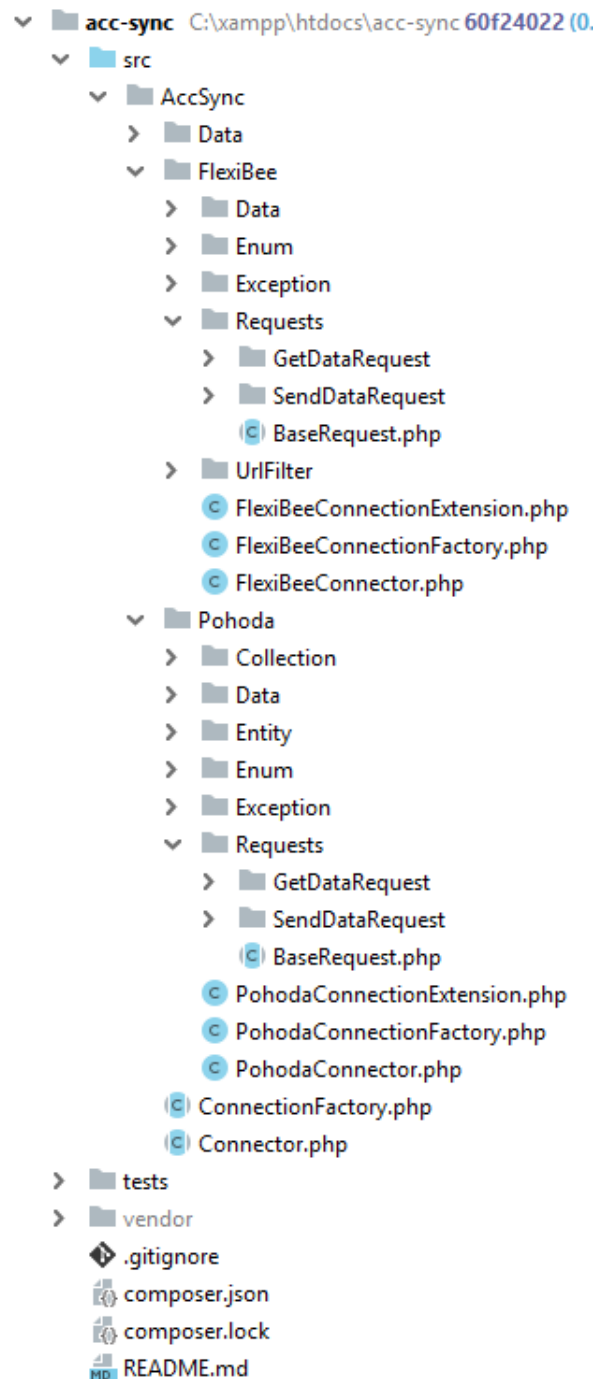 acc-sync C:\xampp\htdocs\acc-sync 60f24022 (0.
src
AccSync
Data
FlexiBee
Data
Enum
Exception
Requests
GetDataRequest
SendDataRequest
BaseRequest.php
UrlFilter
FlexiBeeConnectionExtension.php
FlexiBeeConnectionFactory.php
FlexiBeeConnector.php
Pohoda
Collection
Data
Entity
Enum
Exception
Requests
GetDataRequest
SendDataRequest
BaseRequest.php
PohodaConnectionExtension.php
PohodaConnectionFactory.php
PohodaConnector.php
ConnectionFactory.php
Connector.php
tests
vendor
.gitignore
composer.json
composer.lock
README.md